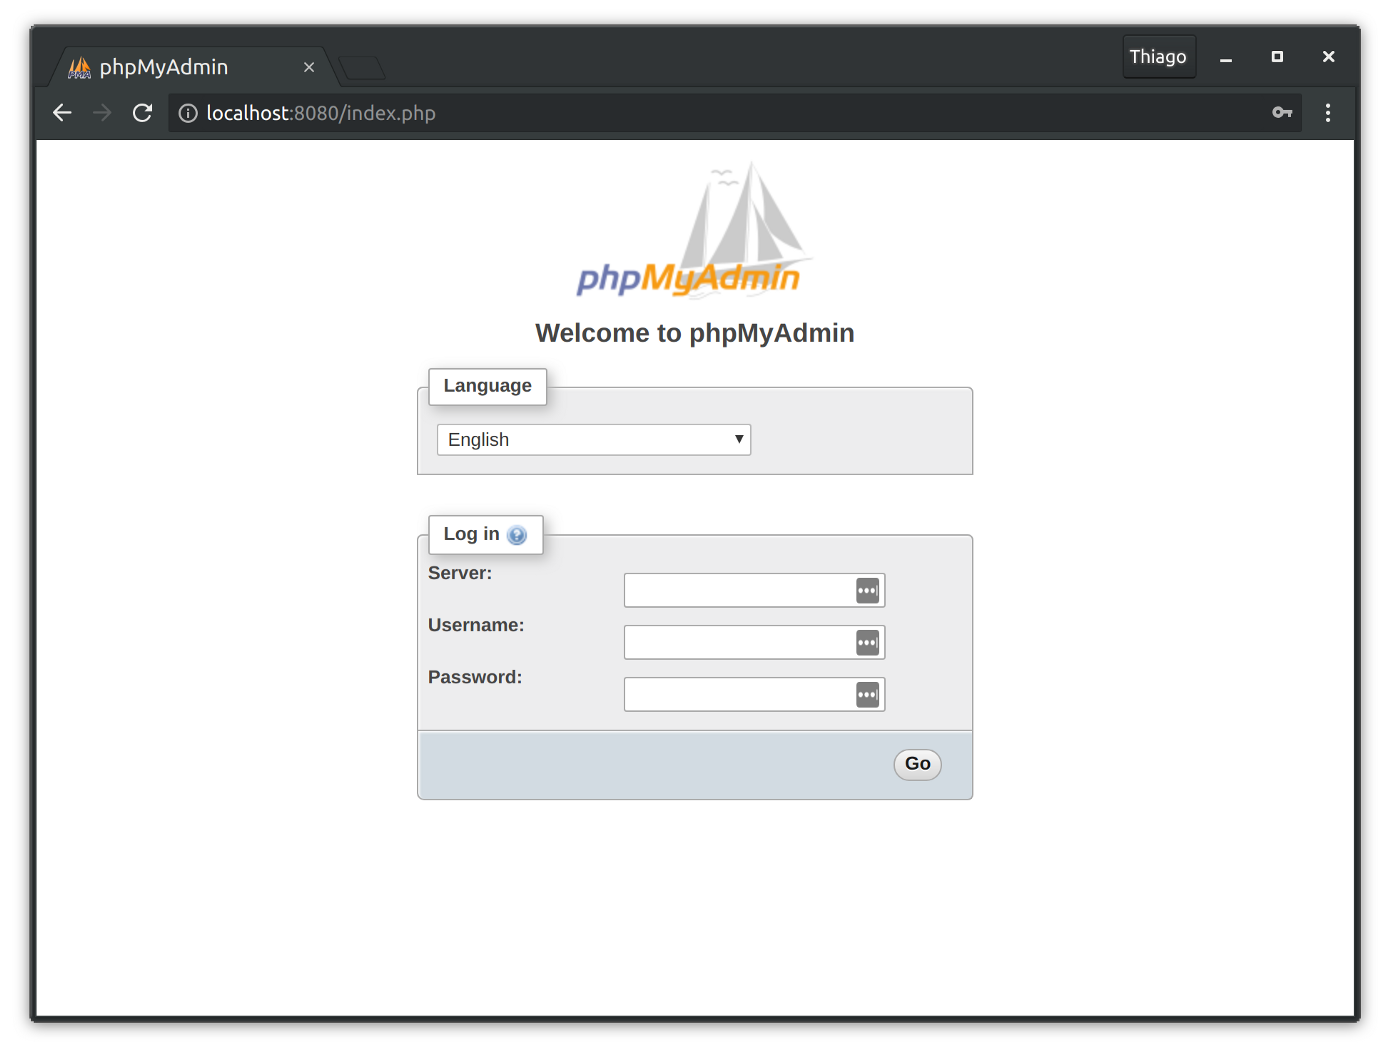 phpMyAdmin
Thiago
localhost:8080/index.php
phpMyAdmin
Welcome to phpMyAdmin
Language
English
Log in
Server:
Username:
Password:
Go